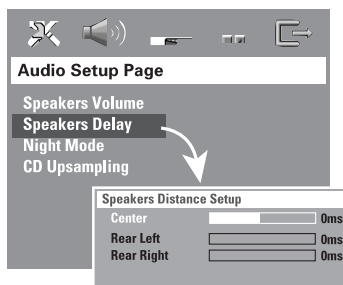 Audio Setup Page
Speakers Volume
Speakers Delay
Night Mode
CD Upsampling
Speakers Distance Setup
Center 0ms
Rear Left 0ms
Rear Right 0ms